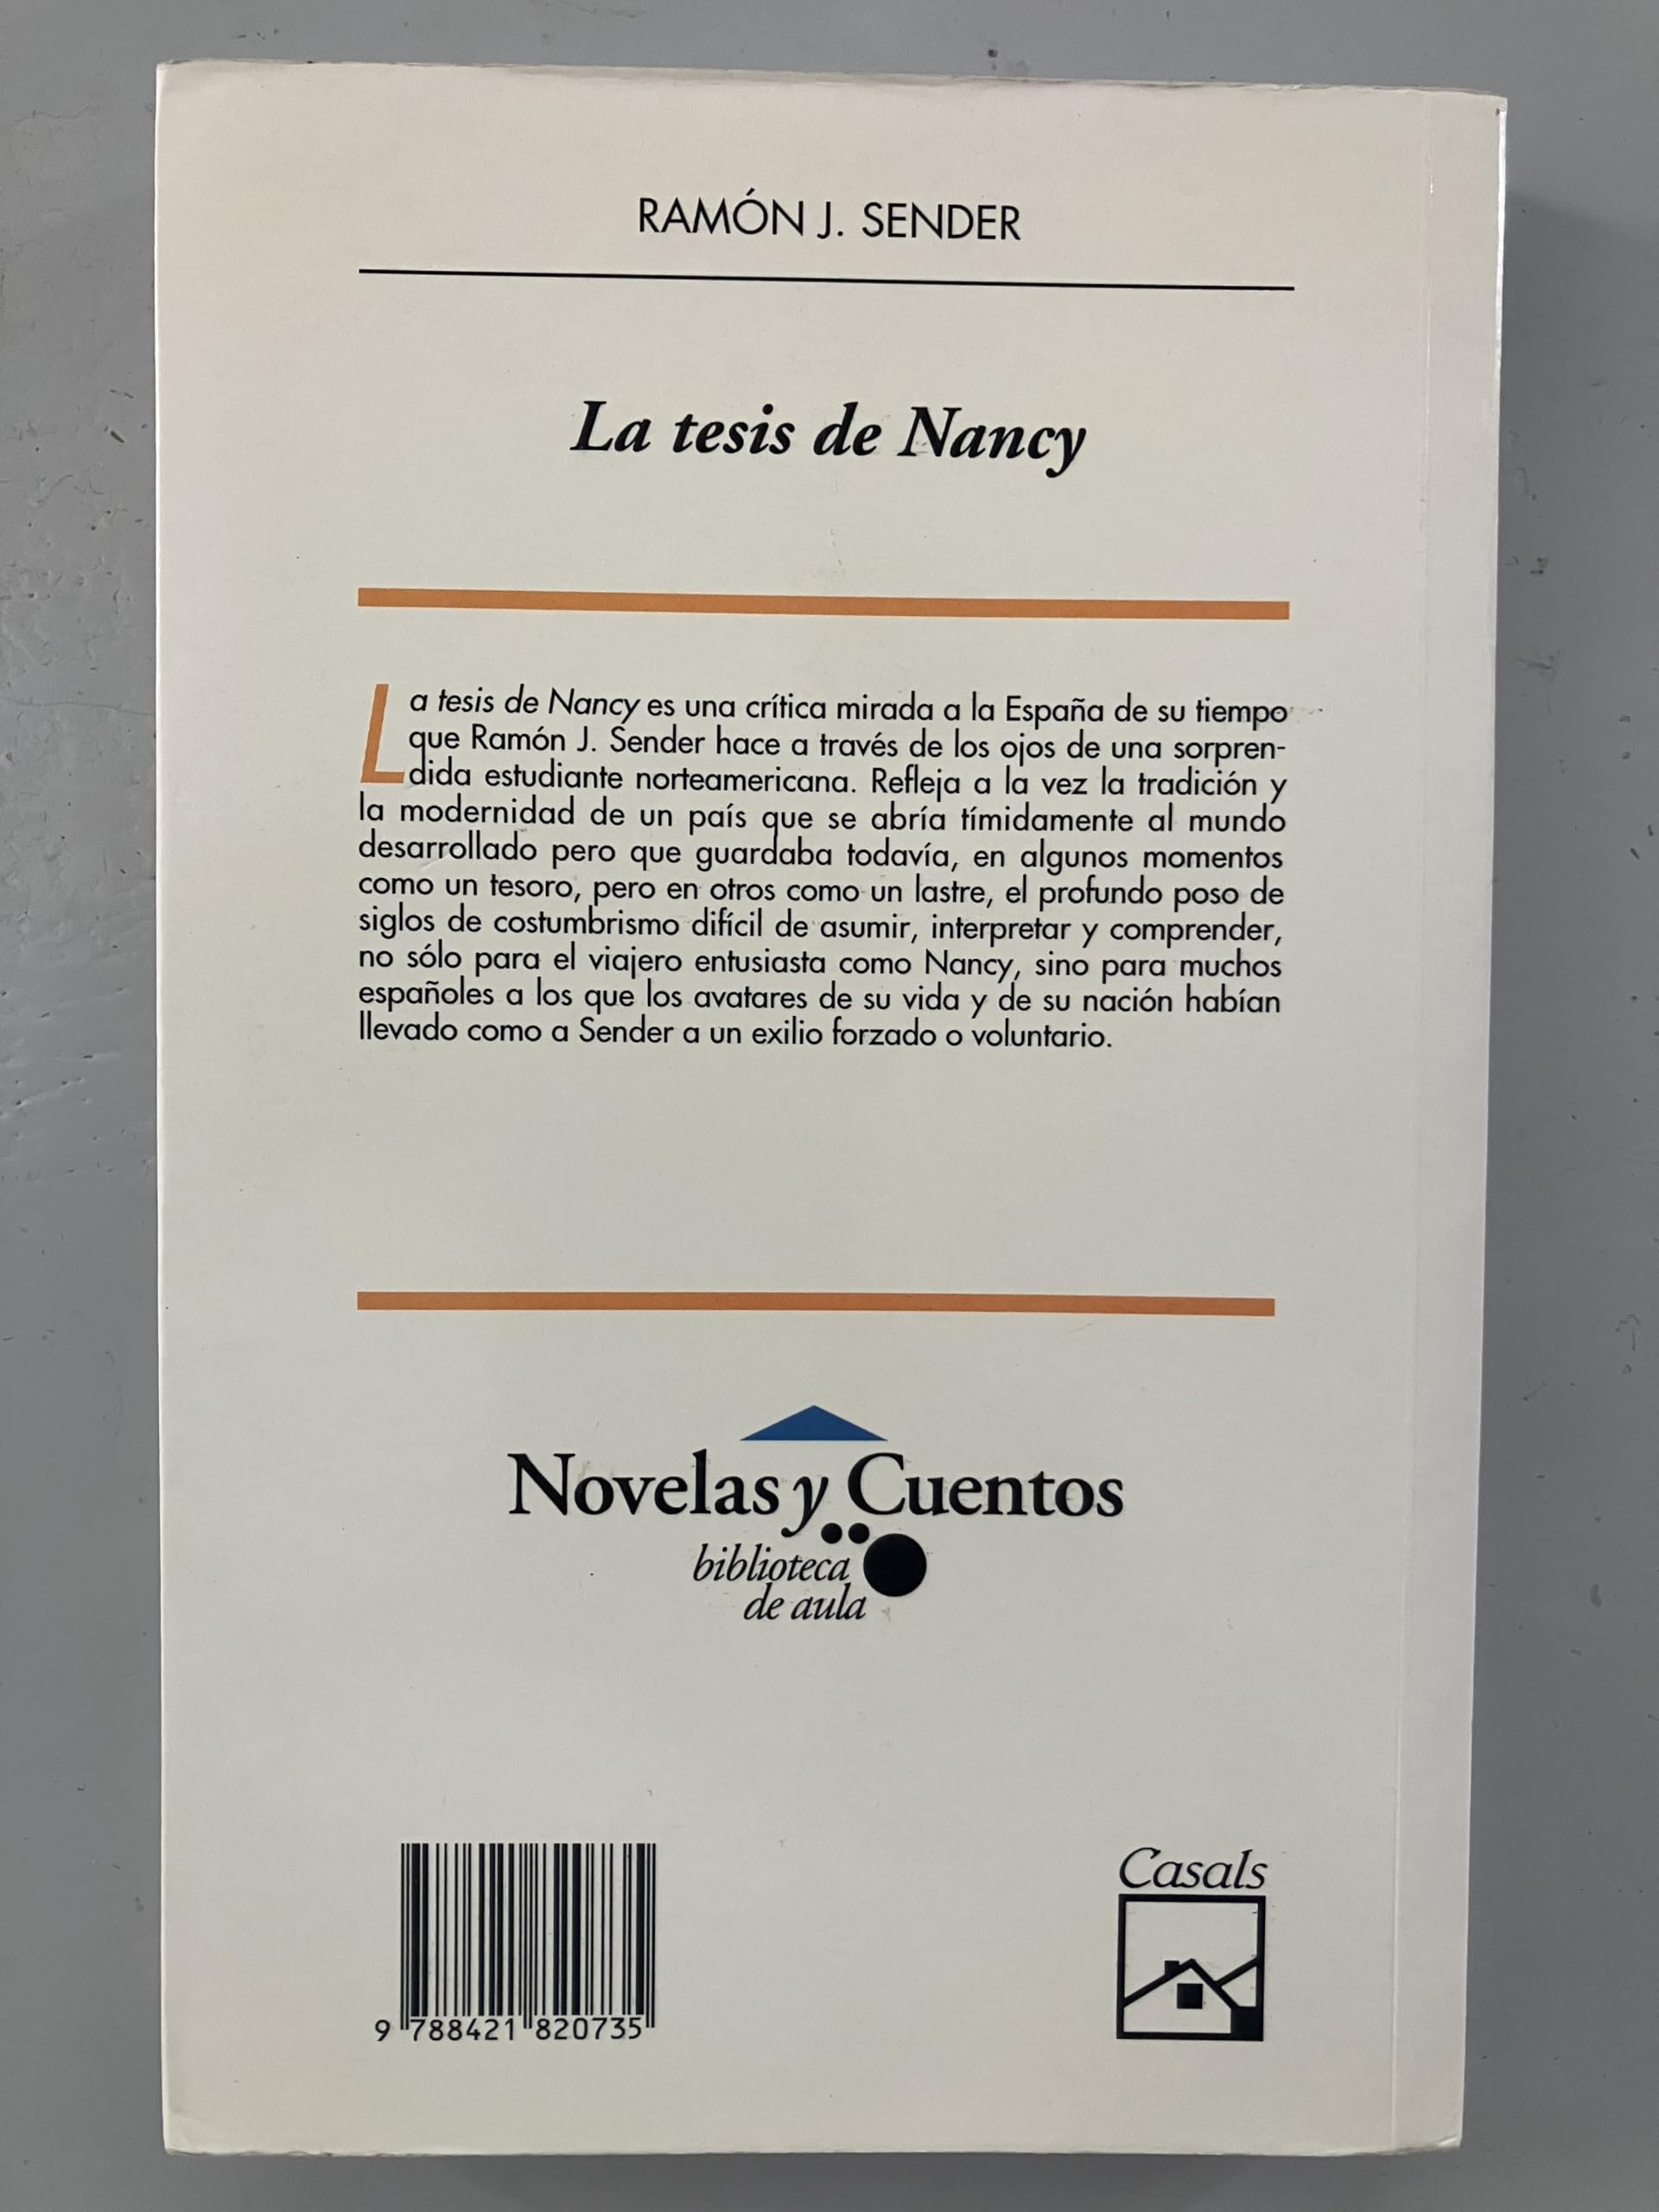 RAMÓN J. SENDER
La tesis de Nancy
La tesis de Nancy es una crítica mirada a la España de su tiempo
que Ramón J. Sender hace a través de los ojos de una sorpren-
dida estudiante norteamericana. Refleja a la vez la tradición y
la modernidad de un país que se abría tímidamente al mundo
desarrollado pero que guardaba todavía, en algunos momentos
como un tesoro, pero en otros como un lastre, el profundo poso de
siglos de costumbrismo difícil de asumir, interpretar y comprender,
no sólo para el viajero entusiasta como Nancy, sino para muchos
españoles a los que los avatares de su vida y de su nación habían
llevado como a Sender a un exilio forzado o voluntario.
Novelas y Cuentos
biblioteca
de aula
9 788421 820735
Casals